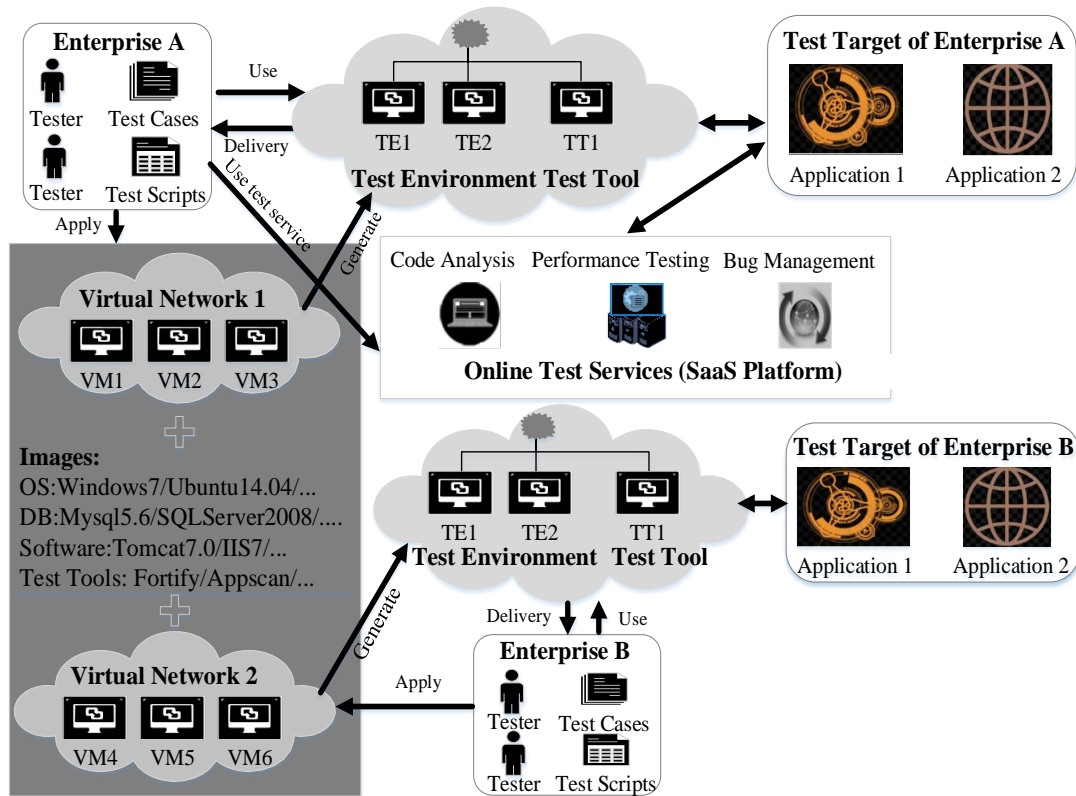 Enterprise A
Tester
Test Cases
Tester
Test Scripts
Use
Delivery
Use test service
Apply
Generate
TE1
TE2
TT1
Test Environment Test Tool
Test Target of Enterprise A
Application 1
Application 2
Code Analysis
Performance Testing
Bug Management
Online Test Services (SaaS Platform)
Virtual Network 1
VM1
VM2
VM3
Images:
OS:Windows7/Ubuntu14.04/...
DB:Mysql5.6/SQLServer2008/....
Software:Tomcat7.0/IIS7/...
Test Tools: Fortify/Appscan/...
Virtual Network 2
VM4
VM5
VM6
Generate
TE1
TE2
TT1
Test Environment Test Tool
Test Target of Enterprise B
Application 1
Application 2
Delivery
Use
Apply
Enterprise B
Tester
Test Cases
Tester
Test Scripts